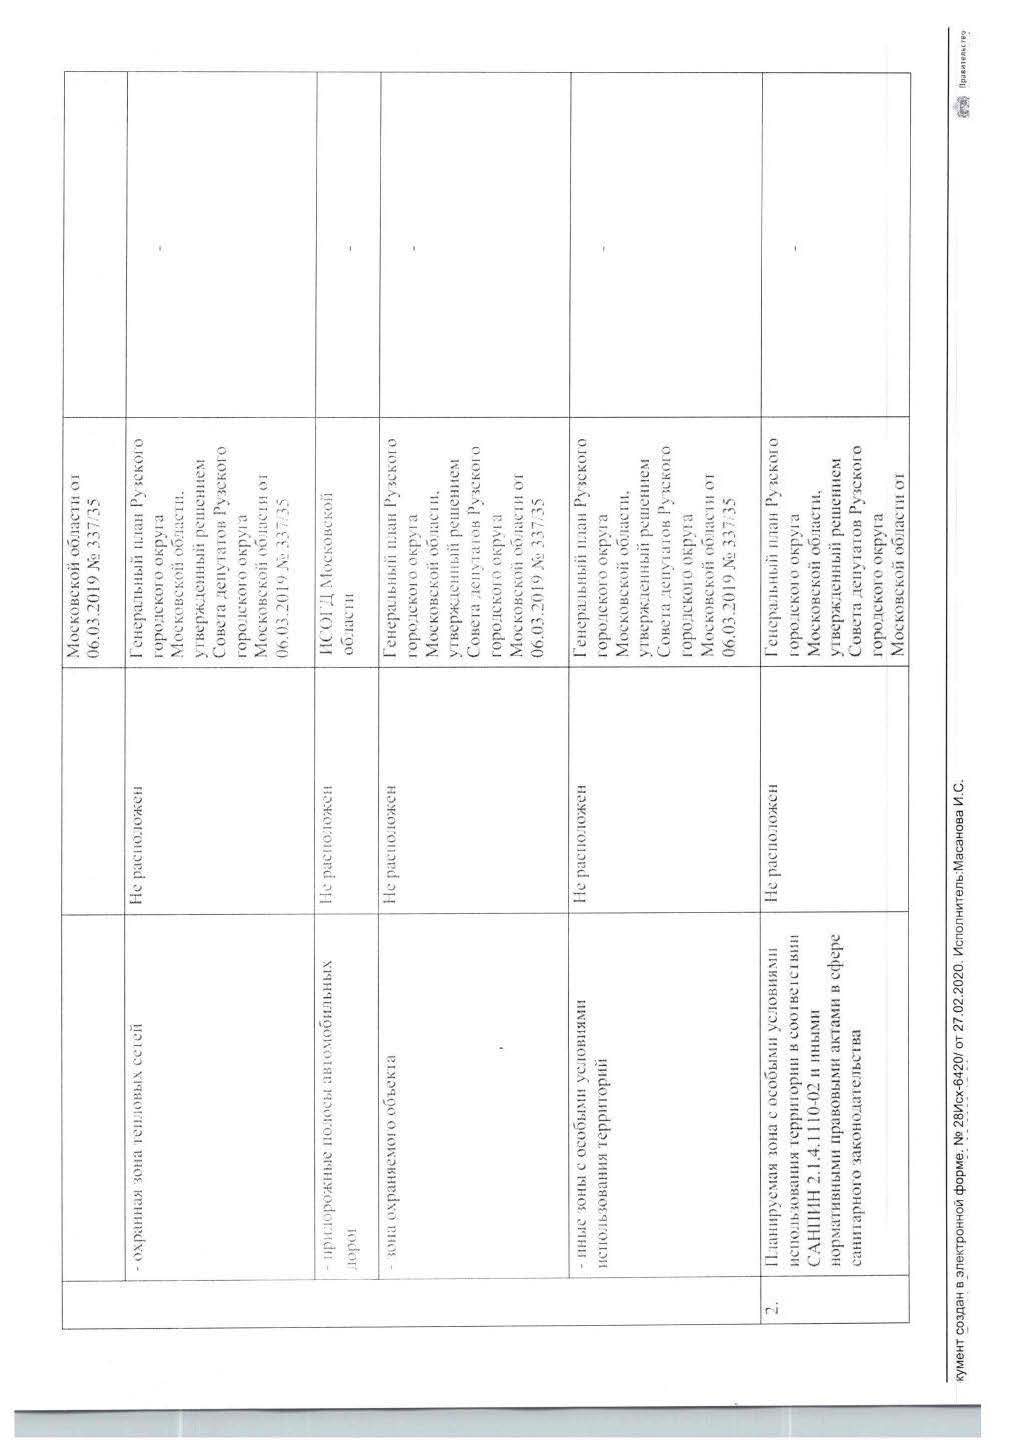 Московской области от
06.03.2019 № 337/35
- охранная зона тепловых сетей
Не расположен
Генеральный план Рузского
городского округа
Московской области,
утвержденный решением
Совета депутатов Рузского
городского округа
Московской области от
06.03.2019 № 337/35
-
- придорожные полосы автомобильных
дорог
Не расположен
ИСОГД Московской
области
-
- зона охраняемого объекта
Не расположен
Генеральный план Рузского
городского округа
Московской области,
утвержденный решением
Совета депутатов Рузского
городского округа
Московской области от
06.03.2019 № 337/35
-
- иные зоны с особыми условиями
использования территорий
Не расположен
Генеральный план Рузского
городского округа
Московской области,
утвержденный решением
Совета депутатов Рузского
городского округа
Московской области от
06.03.2019 № 337/35
-
2.
Планируемая зона с особыми условиями
использования территории в соответствии
САНПИН 2.1.4.1110-02 и иными
нормативными правовыми актами в сфере
санитарного законодательства
Не расположен
Генеральный план Рузского
городского округа
Московской области,
утвержденный решением
Совета депутатов Рузского
городского округа
Московской области от
-
кумент создан в электронной форме. № 28Исх-6420/ от 27.02.2020. Исполнитель:Масанова И.С.
Правительство